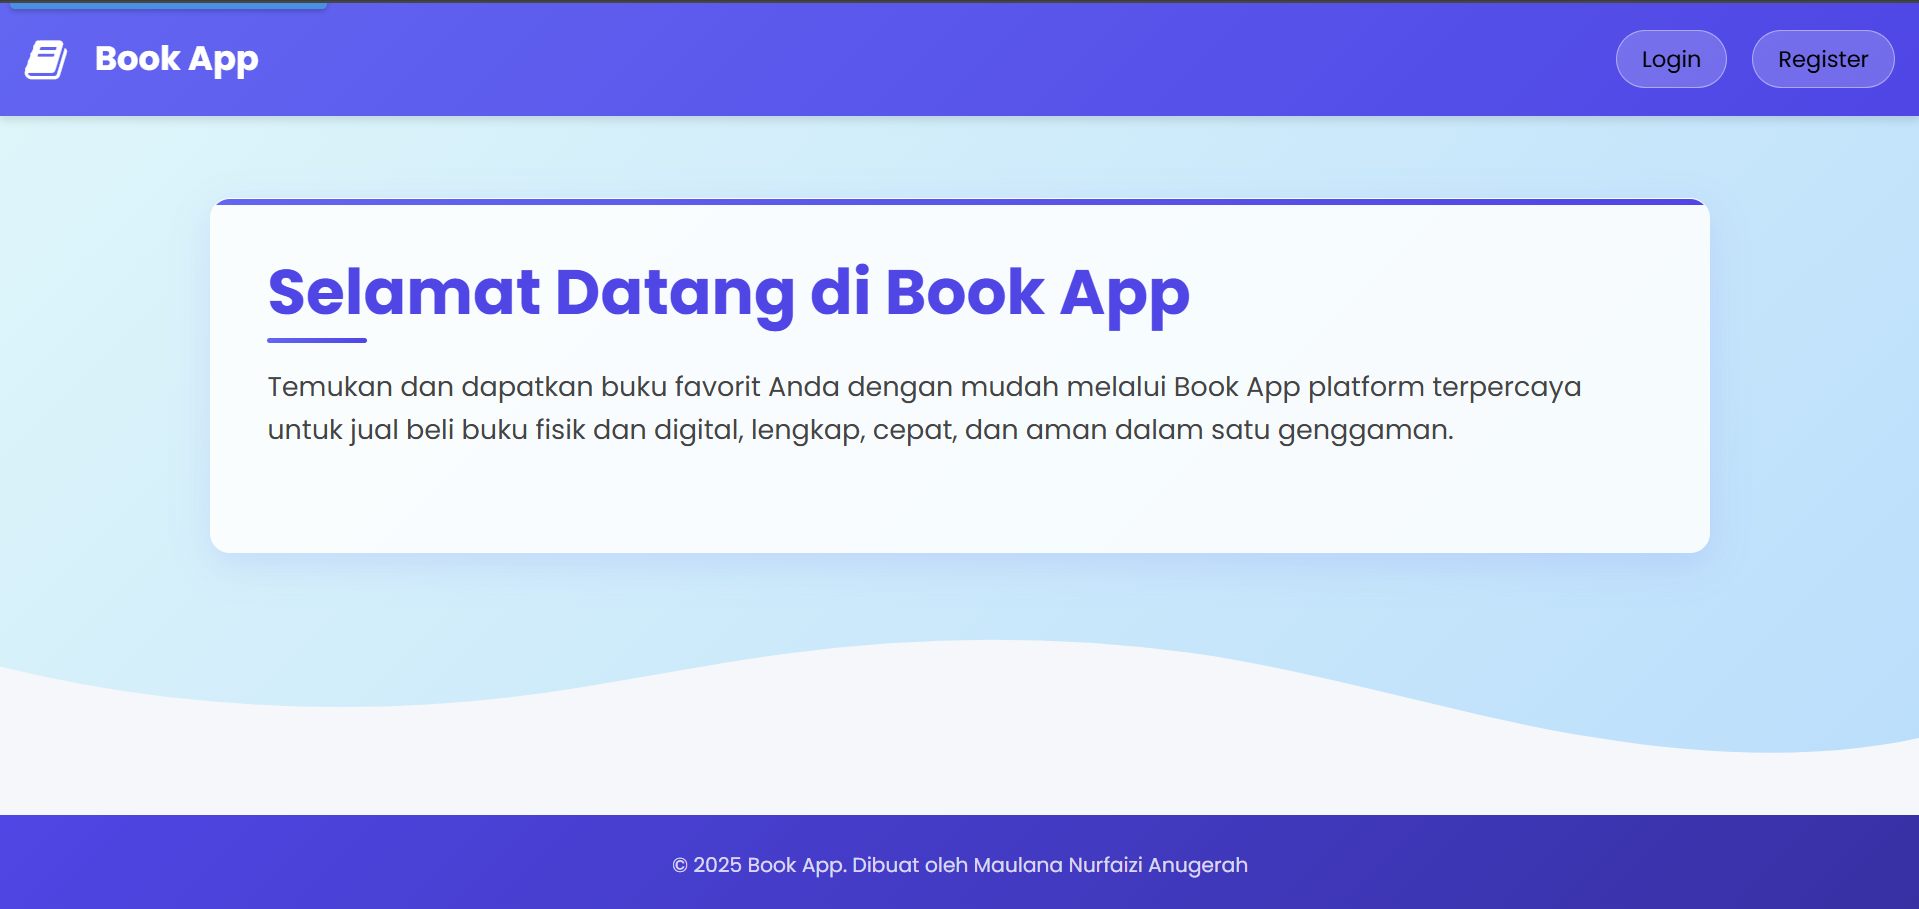 Book App
Login
Register
Selamat Datang di Book App
Temukan dan dapatkan buku favorit Anda dengan mudah melalui Book App platform terpercaya
untuk jual beli buku fisik dan digital, lengkap, cepat, dan aman dalam satu genggaman.
© 2025 Book App. Dibuat oleh Maulana Nurfaizi Anugerah